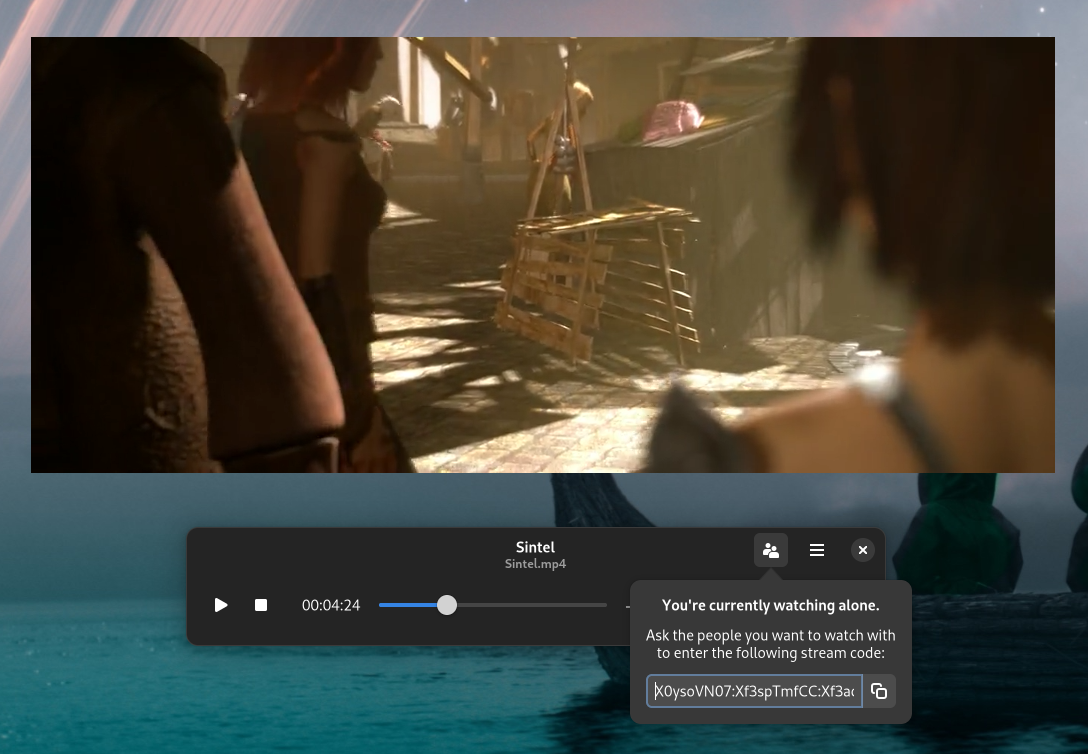 Sintel
Sintel.mp4
00:04:24
You're currently watching alone.
Ask the people you want to watch with
to enter the following stream code:
X0ysoVN07:Xf3spTmfCC:Xf3ac